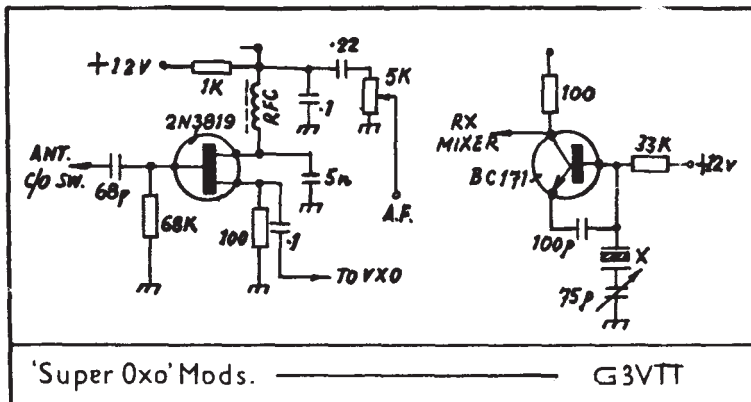 +12V
1K
.22
5K
RFC
.1
2N3819
ANT.
C/O SW.
68p
68K
100
.1
5n
A.F.
TO VXO
100
RX
MIXER
33K
+12V
BC171
100p
X
75p
'Super Oxo' Mods. G3VTT